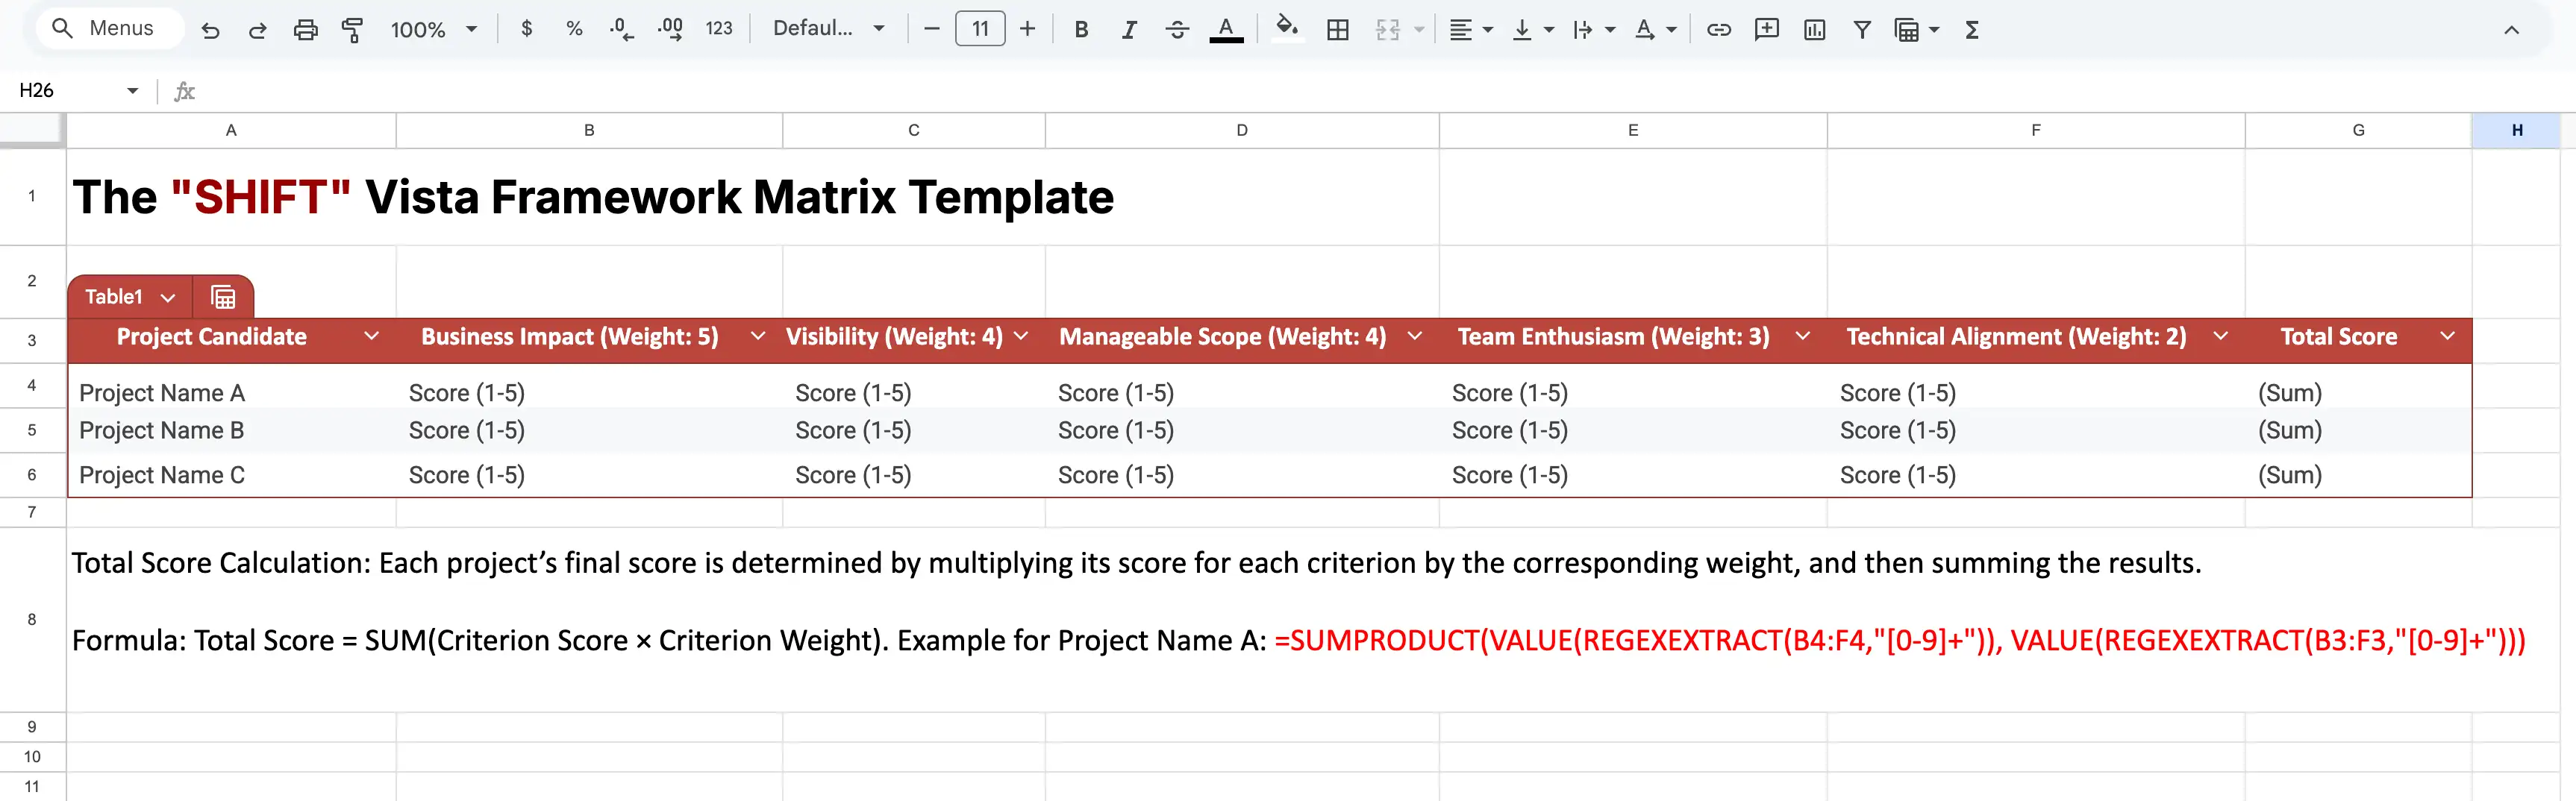 Menus 100% $ % .0 .00 123 Defaul... 11 B I A A Σ
H26 fx
A B C D E F G H
1 The "SHIFT" Vista Framework Matrix Template
2 Table1
3 Project Candidate Business Impact (Weight: 5) Visibility (Weight: 4) Manageable Scope (Weight: 4) Team Enthusiasm (Weight: 3) Technical Alignment (Weight: 2) Total Score
4 Project Name A Score (1-5) Score (1-5) Score (1-5) Score (1-5) Score (1-5) (Sum)
5 Project Name B Score (1-5) Score (1-5) Score (1-5) Score (1-5) Score (1-5) (Sum)
6 Project Name C Score (1-5) Score (1-5) Score (1-5) Score (1-5) Score (1-5) (Sum)
7
Total Score Calculation: Each project’s final score is determined by multiplying its score for each criterion by the corresponding weight, and then summing the results.
8
Formula: Total Score = SUM(Criterion Score × Criterion Weight). Example for Project Name A: =SUMPRODUCT(VALUE(REGEXEXTRACT(B4:F4,"[0-9]+")), VALUE(REGEXEXTRACT(B3:F3,"[0-9]+")))
9
10
11